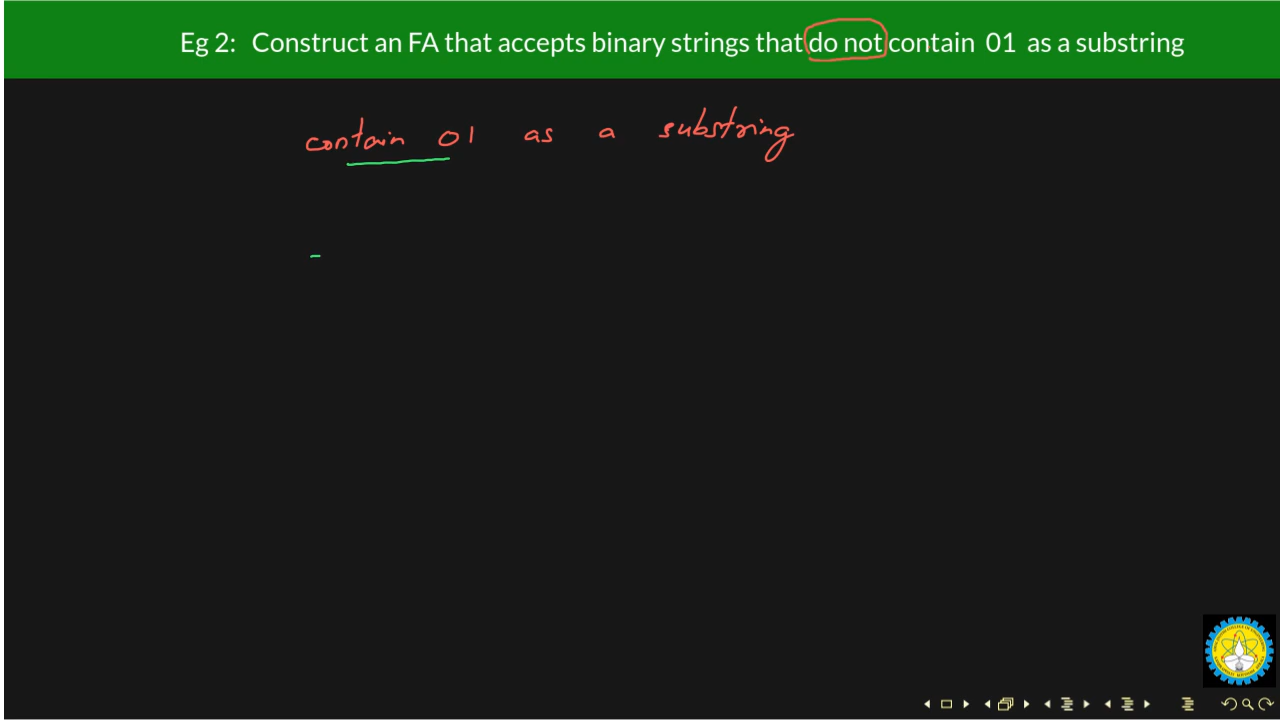 Eg 2: Construct an FA that accepts binary strings that do not contain 01 as a substring
contain 01 as a substring